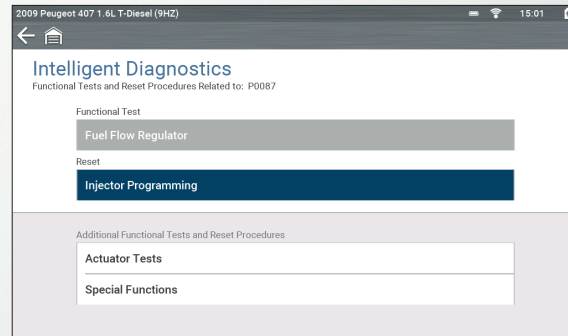 2009 Peugeot 407 1.6L T-Diesel (9HZ) 15:01
Intelligent Diagnostics
Functional Tests and Reset Procedures Related to: P0087
Functional Test
Fuel Flow Regulator
Reset
Injector Programming
Additional Functional Tests and Reset Procedures
Actuator Tests
Special Functions